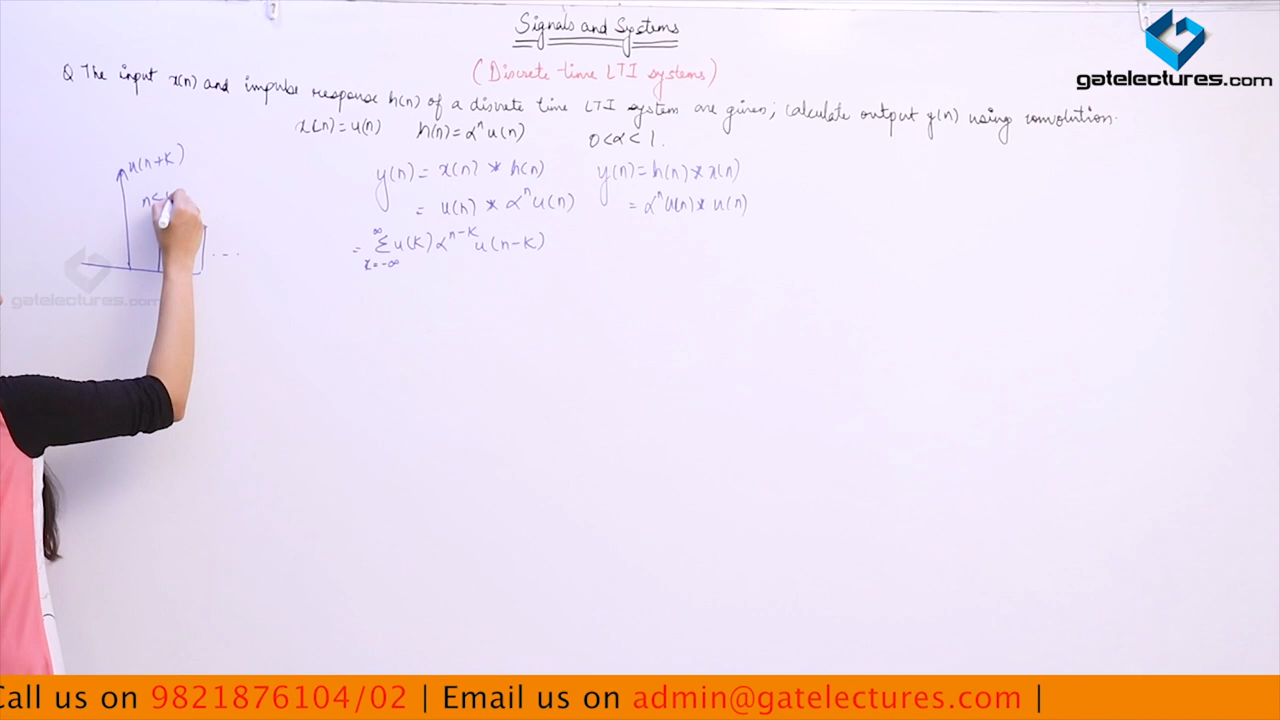 Signals and Systems
(Discrete-time LTI systems)
gatelectures.com
Q The input x(n) and impulse response h(n) of a discrete time LTI system are given; calculate output y(n) using convolution.
x(n) = u(n) h(n) = α^n u(n) 0<α<1.
u(n+k)
n<
y(n) = x(n) * h(n) y(n) = h(n) * x(n)
= u(n) * α^n u(n) = α^n u(n) * u(n)
= ∞ Σ k=-∞ u(k) α^n-k u(n-k)
...
gatelectures.com
Call us on 9821876104/02 | Email us on admin@gatelectures.com |